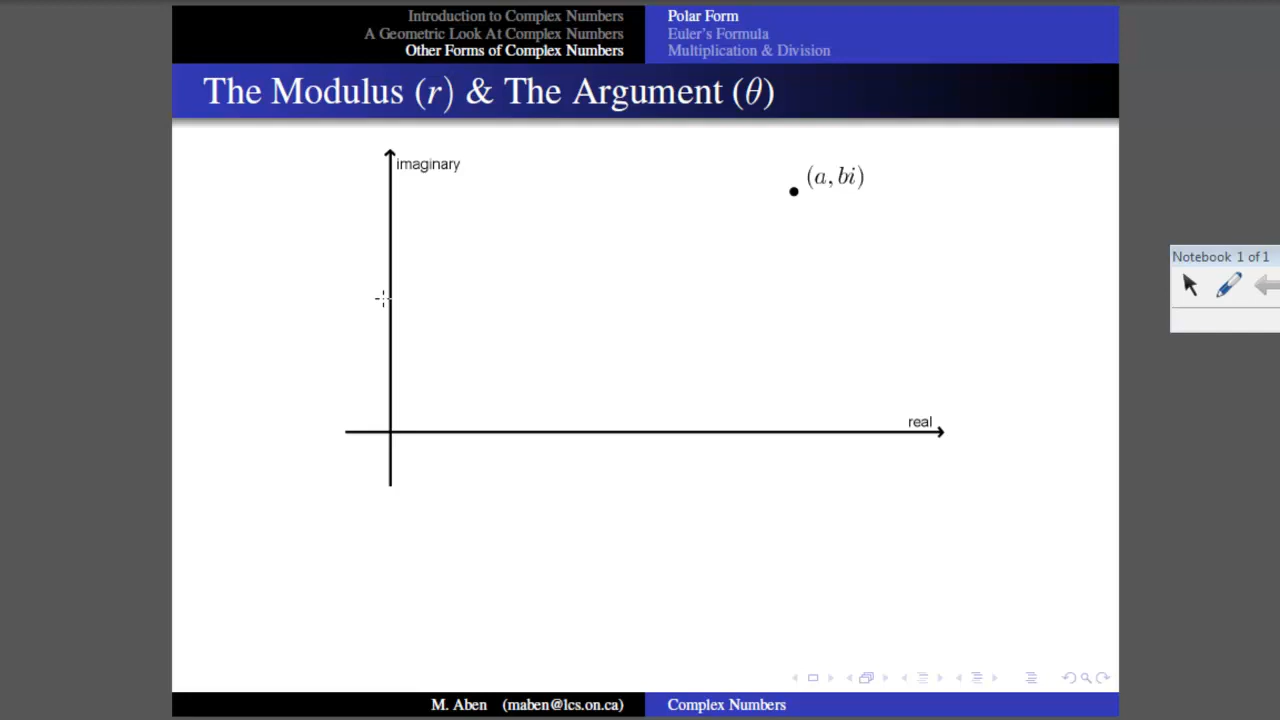 Introduction to Complex Numbers
A Geometric Look At Complex Numbers
Other Forms of Complex Numbers
Polar Form
Euler's Formula
Multiplication & Division
The Modulus (r) & The Argument (θ)
imaginary
(a, bi)
real
Notebook 1 of 1
M. Aben (maben@lcs.on.ca)
Complex Numbers